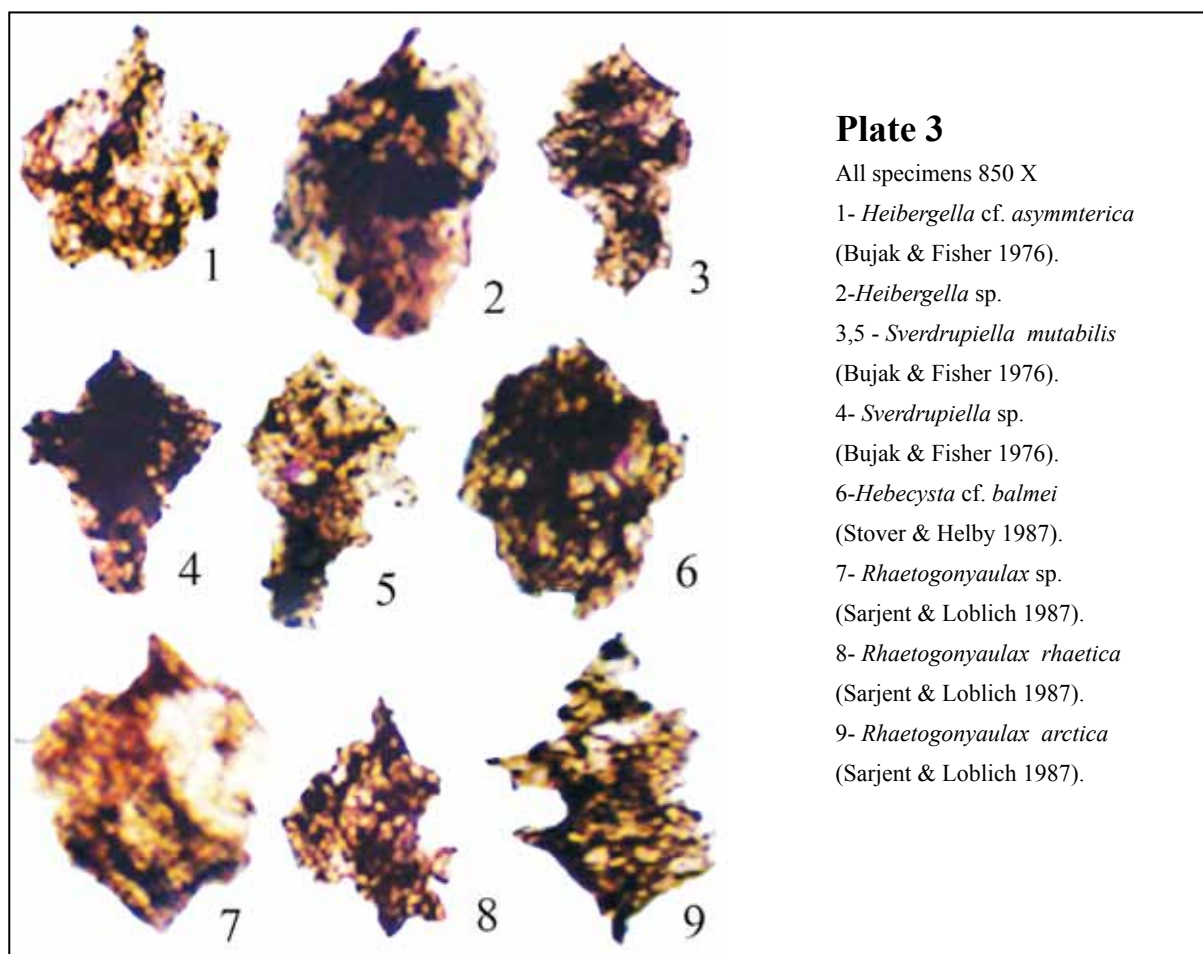 1
2
3
4
5
6
7
8
9
Plate 3
All specimens 850 X
1- Heibergella cf. asymmterica
(Bujak & Fisher 1976).
2-Heibergella sp.
3,5 - Sverdrupiella mutabilis
(Bujak & Fisher 1976).
4- Sverdrupiella sp.
(Bujak & Fisher 1976).
6-Hebecysta cf. balmei
(Stover & Helby 1987).
7- Rhaetogonyaulax sp.
(Sarjent & Loblich 1987).
8- Rhaetogonyaulax rhaetica
(Sarjent & Loblich 1987).
9- Rhaetogonyaulax arctica
(Sarjent & Loblich 1987).